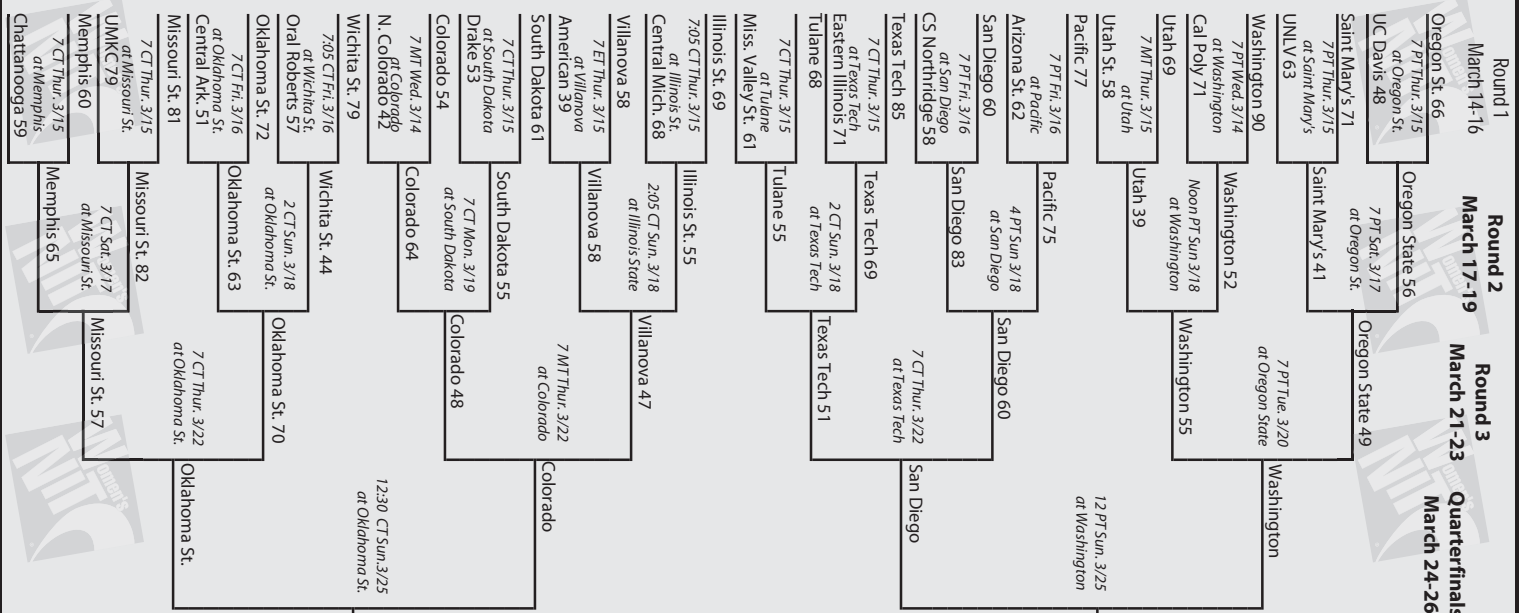 Round 1
March 14-16
Round 2
March 17-19
Round 3
March 21-23
Quarterfinals
March 24-26
Oregon St. 66
7 PT Thur. 3/15
at Oregon St.
UC Davis 48
Saint Mary's 71
7 PT Thur. 3/15
at Saint Mary's
UNLV 63
Washington 90
7 PT Wed. 3/14
at Washington
Cal Poly 71
Utah 69
7 MT Thur. 3/15
at Utah
Utah St. 58
Pacific 77
7 PT Fri. 3/16
at Pacific
Arizona St. 62
San Diego 60
7 PT Fri. 3/16
at San Diego
CS Northridge 58
Texas Tech 85
7 CT Thur. 3/15
at Texas Tech
Eastern Illinois 71
Tulane 68
7 CT Thur. 3/15
at Tulane
Miss. Valley St. 61
Illinois St. 69
7:05 CT Thur. 3/15
at Illinois St.
Central Mich. 68
Villanova 58
7 ET Thur. 3/15
at Villanova
American 39
South Dakota 61
7 CT Thur. 3/15
at South Dakota
Drake 53
Colorado 54
7 MT Wed. 3/14
at Colorado
N. Colorado 42
Wichita St. 79
7:05 CT Fri. 3/16
at Wichita St.
Oral Roberts 57
Oklahoma St. 72
7 CT Fri. 3/16
at Oklahoma St.
Central Ark. 51
Missouri St. 81
7 CT Thur. 3/15
at Missouri St.
UMKC 79
Memphis 60
7 CT Thur. 3/15
at Memphis
Chattanooga 59
Oregon State 56
7 PT Sat. 3/17
at Oregon St.
Saint Mary's 41
Washington 52
Noon PT Sun 3/18
at Washington
Utah 39
Pacific 75
4 PT Sun 3/18
at San Diego
San Diego 83
Texas Tech 69
2 CT Sun. 3/18
at Texas Tech
Tulane 55
Illinois St. 55
2:05 CT Sun. 3/18
at Illinois State
Villanova 58
South Dakota 55
7 CT Mon. 3/19
at South Dakota
Colorado 64
Wichita St. 44
2 CT Sun. 3/18
at Oklahoma St.
Oklahoma St. 63
Missouri St. 82
7 CT Sat. 3/17
at Missouri St.
Memphis 65
Oregon State 49
7 PT Tue. 3/20
at Oregon State
Washington 55
San Diego 60
7 CT Thur. 3/22
at Texas Tech
Texas Tech 51
Villanova 47
7 MT Thur. 3/22
at Colorado
Colorado 48
Oklahoma St. 70
7 CT Thur. 3/22
at Oklahoma St.
Missouri St. 57
Washington
12 PT Sun. 3/25
at Washington
San Diego
Colorado
12:30 CT Sun.3/25
at Oklahoma St.
Oklahoma St.